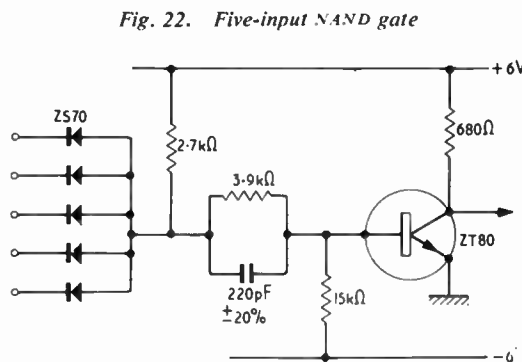 Fig. 22. Five-input NAND gate
+6V
ZS70
2·7kΩ
680Ω
3·9kΩ
ZT80
220pF
±20%
15kΩ